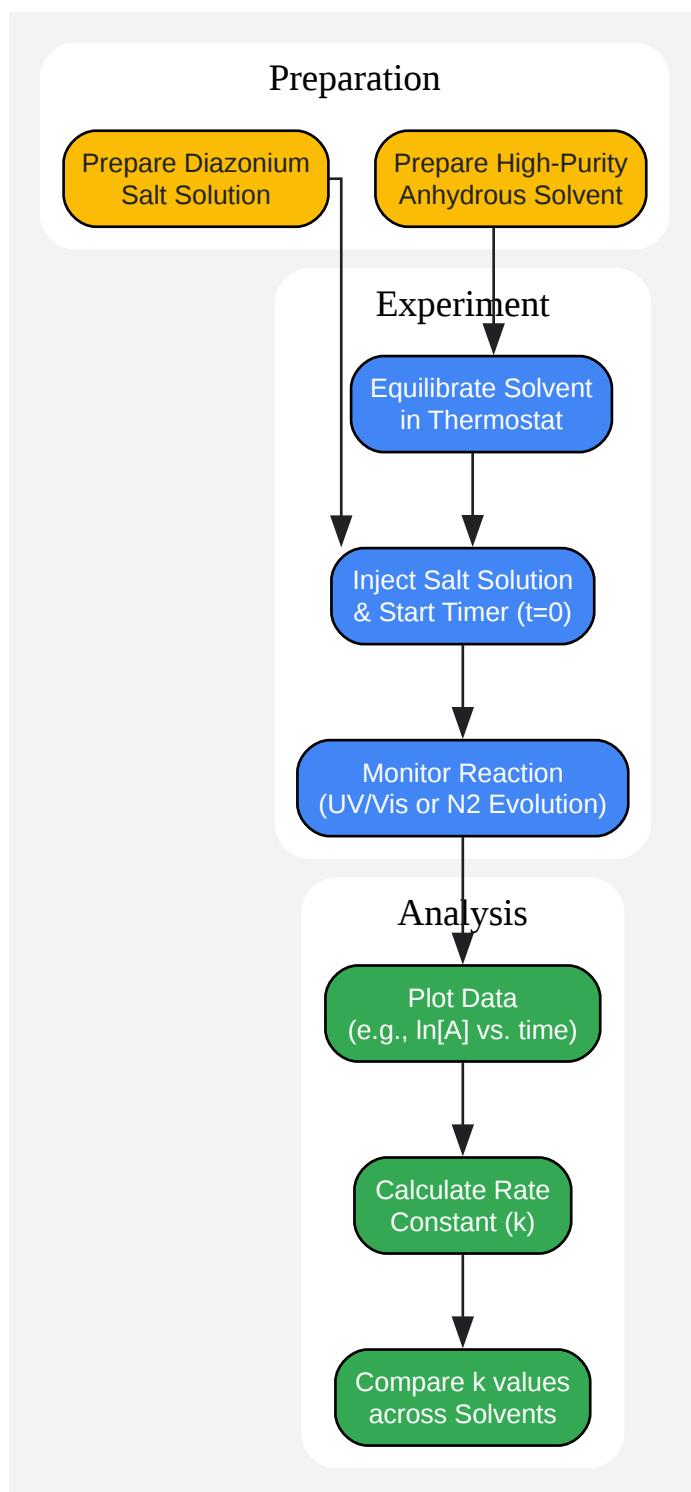 Preparation
Prepare Diazonium
Salt Solution
Prepare High-Purity
Anhydrous Solvent
Experiment
Equilibrate Solvent
in Thermostat
Inject Salt Solution
& Start Timer (t=0)
Monitor Reaction
(UV/Vis or N2 Evolution)
Analysis
Plot Data
(e.g., ln[A] vs. time)
Calculate Rate
Constant (k)
Compare k values
across Solvents